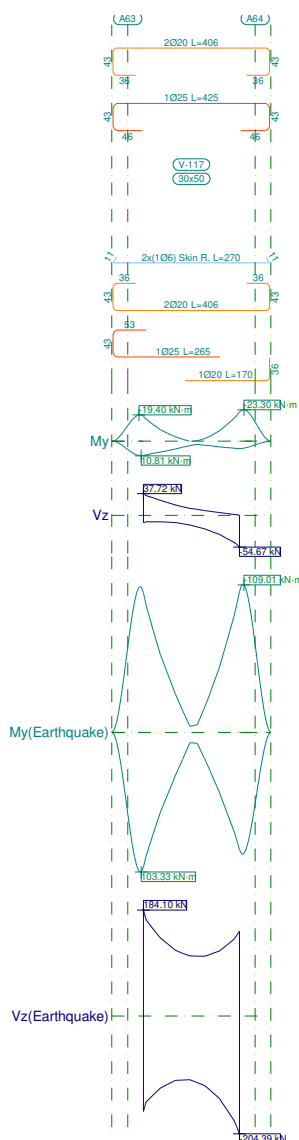 A63 A64
2Ø20 L=406
43 43
36 36
1Ø25 L=425
43 43
46 46
V-117
30x50
11 2x(1Ø6) Skin R. L=270 11
36 36
43 43
2Ø20 L=406
53
43
1Ø25 L=265
36
1Ø20 L=170
-19.40 kN·m -23.30 kN·m
My
10.81 kN·m
37.72 kN
Vz
-54.67 kN
-109.01 kN·m
My(Earthquake)
103.33 kN·m
184.10 kN
Vz(Earthquake)
-204.39 kN